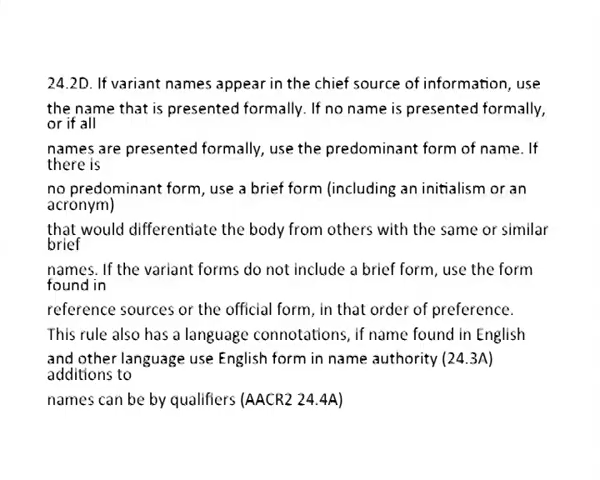 24.2D. If variant names appear in the chief source of information, use
the name that is presented formally. If no name is presented formally,
or if all
names are presented formally, use the predominant form of name. If
there is
no predominant form, use a brief form (including an initialism or an
acronym)
that would differentiate the body from others with the same or similar
brief
names. If the variant forms do not include a brief form, use the form
found in
reference sources or the official form, in that order of preference.
This rule also has a language connotations, if name found in English
and other language use English form in name authority (24.3A)
additions to
names can be by qualifiers (AACR2 24.4A)